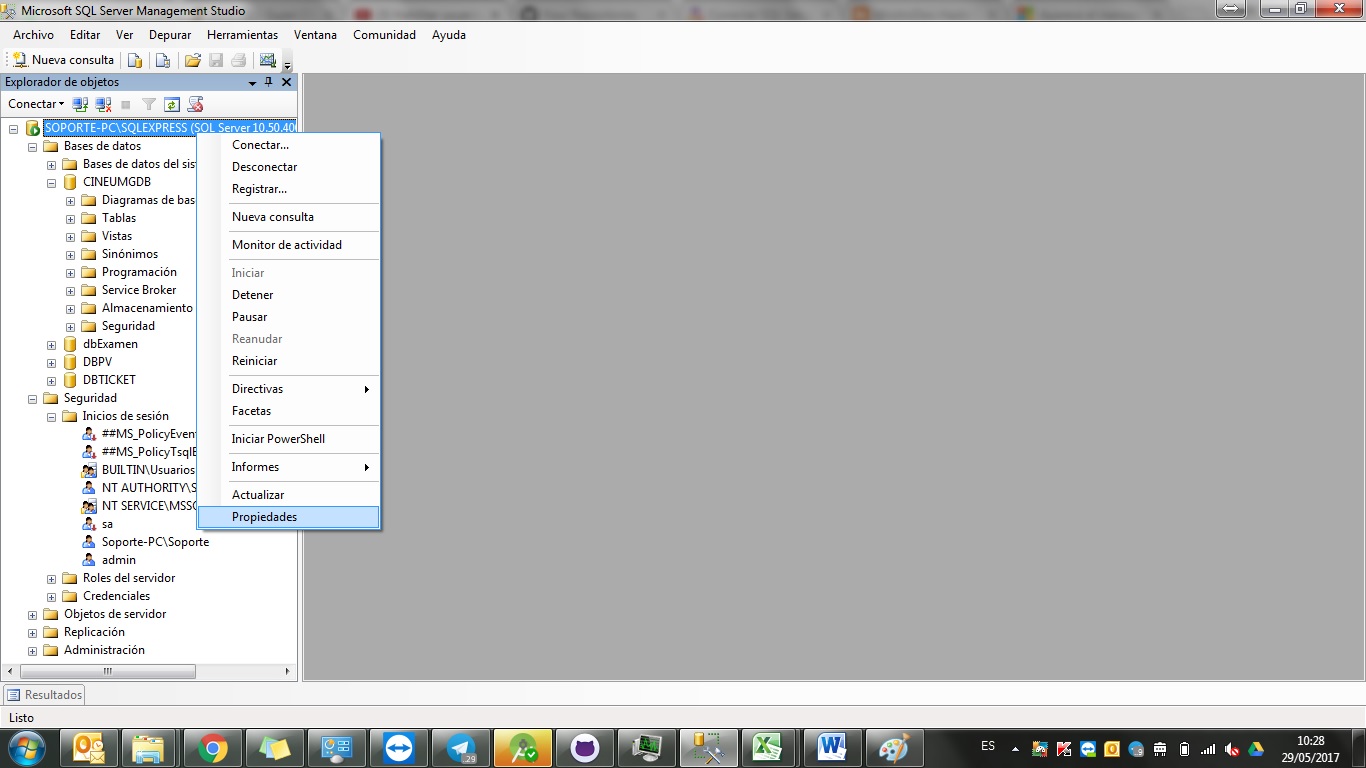 Microsoft SQL Server Management Studio
Archivo Editar Ver Depurar Herramientas Ventana Comunidad Ayuda
Nueva consulta
Explorador de objetos
Conectar
SOPORTE-PC\SQLEXPRESS (SQL Server 10.50.400
Bases de datos
Bases de datos del sis
CINEUMGDB
Diagramas de bas
Tablas
Vistas
Sinónimos
Programación
Service Broker
Almacenamiento
Seguridad
dbExamen
DBPV
DBTICKET
Seguridad
Inicios de sesión
##MS_PolicyEven
##MS_PolicyTsqlE
BUILTIN\Usuarios
NT AUTHORITY\S
NT SERVICE\MSSQ
sa
Soporte-PC\Soporte
admin
Roles del servidor
Credenciales
Objetos de servidor
Replicación
Administración
Conectar...
Desconectar
Registrar...
Nueva consulta
Monitor de actividad
Iniciar
Detener
Pausar
Reanudar
Reiniciar
Directivas
Facetas
Iniciar PowerShell
Informes
Actualizar
Propiedades
Resultados
Listo
29
ES
10:28
29/05/2017